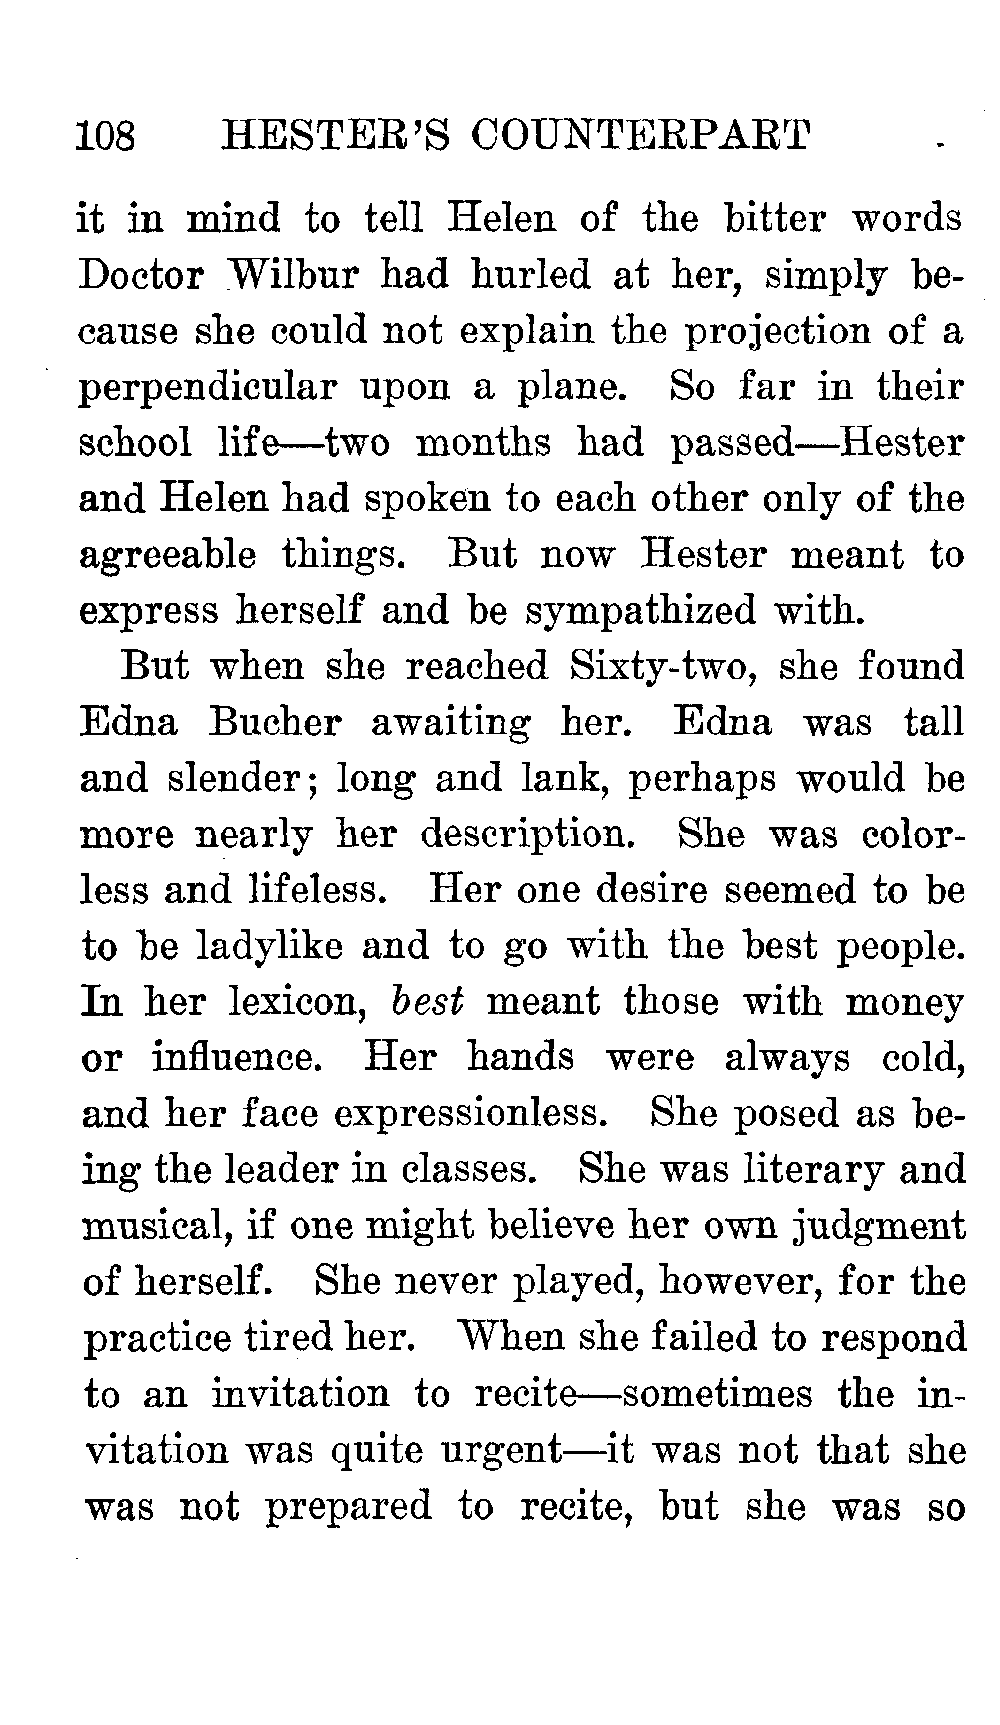 108 HESTER'S COUNTERPART
it in mind to tell Helen of the bitter words
Doctor Wilbur had hurled at her, simply be-
cause she could not explain the projection of a
perpendicular upon a plane. So far in their
school life—two months had passed—Hester
and Helen had spoken to each other only of the
agreeable things. But now Hester meant to
express herself and be sympathized with.
But when she reached Sixty-two, she found
Edna Bucher awaiting her. Edna was tall
and slender; long and lank, perhaps would be
more nearly her description. She was color-
less and lifeless. Her one desire seemed to be
to be ladylike and to go with the best people.
In her lexicon, best meant those with money
or influence. Her hands were always cold,
and her face expressionless. She posed as be-
ing the leader in classes. She was literary and
musical, if one might believe her own judgment
of herself. She never played, however, for the
practice tired her. When she failed to respond
to an invitation to recite—sometimes the in-
vitation was quite urgent—it was not that she
was not prepared to recite, but she was so